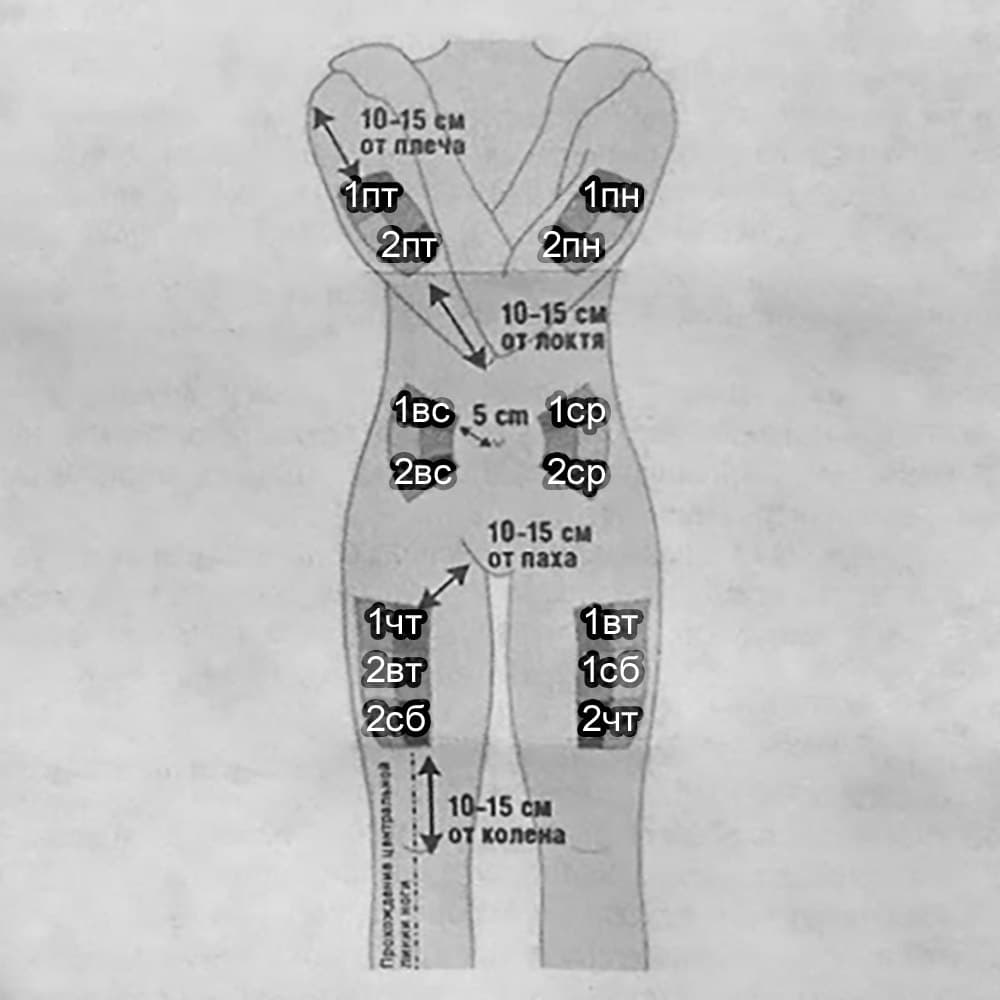 10-15 см
от плеча
1пт
1пн
2пт
2пн
10-15 см
от локтя
1вс
5 cm
1ср
2вс
2ср
10-15 см
от паха
1чт
1вт
2вт
1сб
2сб
2чт
10-15 см
от колена
Прохождение центральной
линии ноги